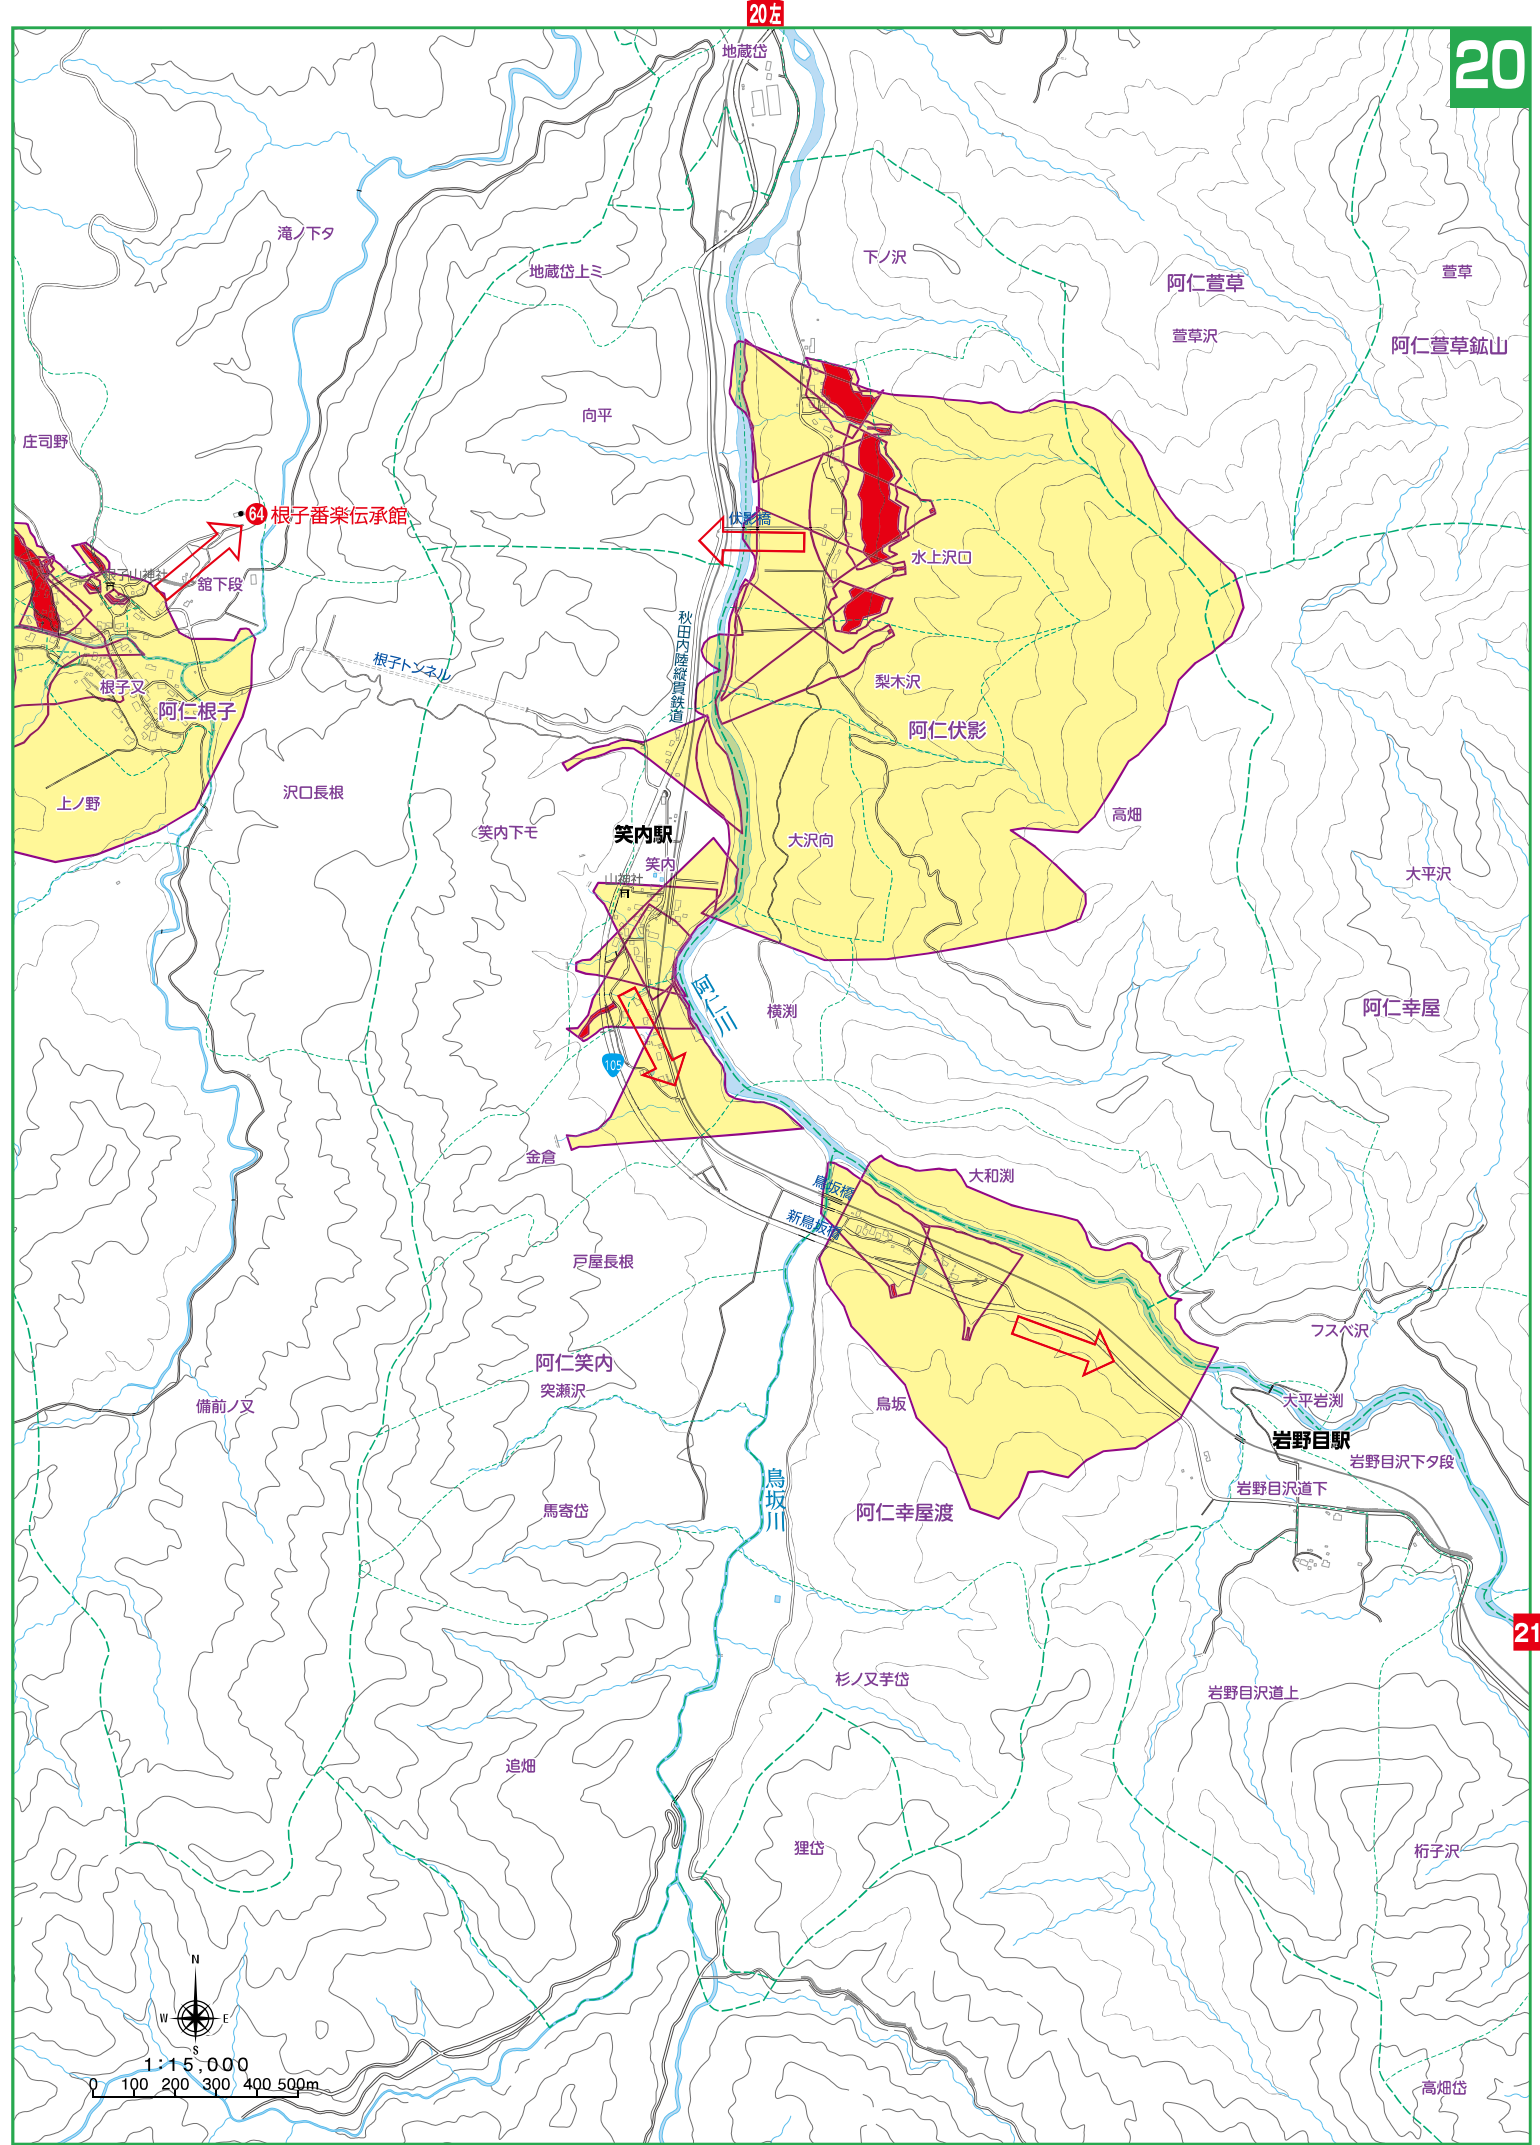 20左
20
地蔵岱
滝ノ下タ
地蔵岱上ミ
下ノ沢
阿仁萱草
萱草
萱草沢
阿仁萱草鉱山
向平
庄司野
64 根子番楽伝承館
伏影橋
水上沢口
根子山神社
舘下段
秋田内陸縦貫鉄道
根子トンネル
根子又
阿仁根子
梨木沢
阿仁伏影
上ノ野
沢口長根
笑内下モ
笑内駅
笑内
山神社
大沢向
高畑
大平沢
阿仁川
横渕
阿仁幸屋
105
金倉
大和渕
鳥坂橋
新鳥坂橋
戸屋長根
フスベ沢
阿仁笑内
突瀬沢
備前ノ又
鳥坂
大平岩渕
岩野目駅
岩野目沢下タ段
岩野目沢道下
鳥坂川
馬寄岱
阿仁幸屋渡
21
杉ノ又芋岱
岩野目沢道上
追畑
狸岱
桁子沢
N
W E
S
1:15,000
0 100 200 300 400 500m
高畑岱